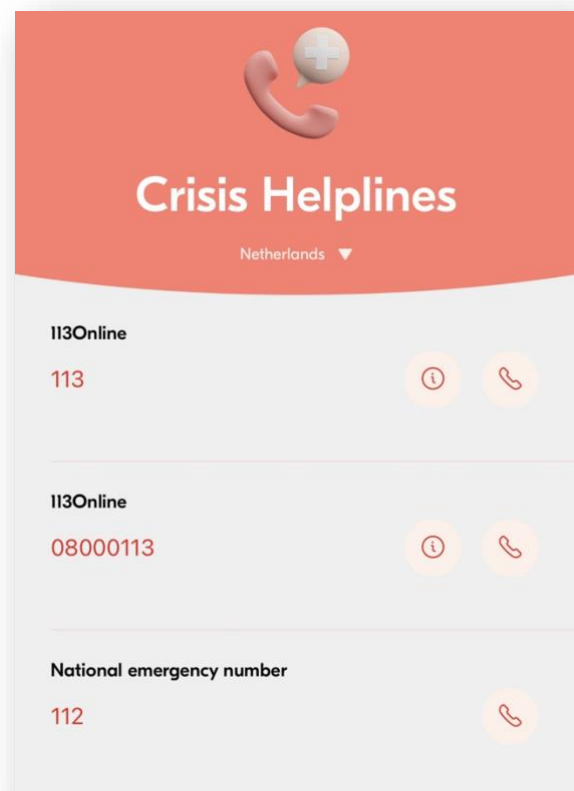 Crisis Helplines
Netherlands
113Online
113
113Online
08000113
National emergency number
112